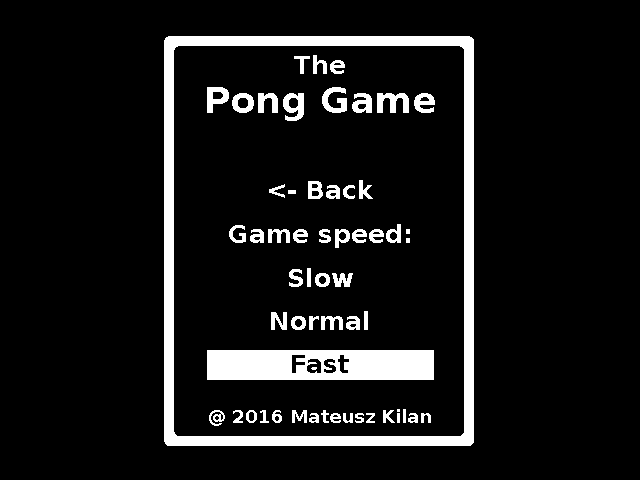 The
Pong Game
<- Back
Game speed:
Slow
Normal
Fast
@ 2016 Mateusz Kilan